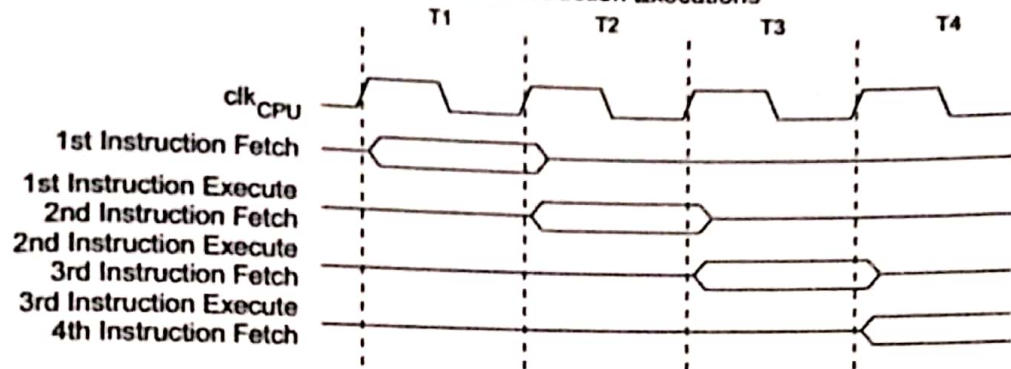 Executions
T1 T2 T3 T4
clkCPU
1st Instruction Fetch
1st Instruction Execute
2nd Instruction Fetch
2nd Instruction Execute
3rd Instruction Fetch
3rd Instruction Execute
4th Instruction Fetch